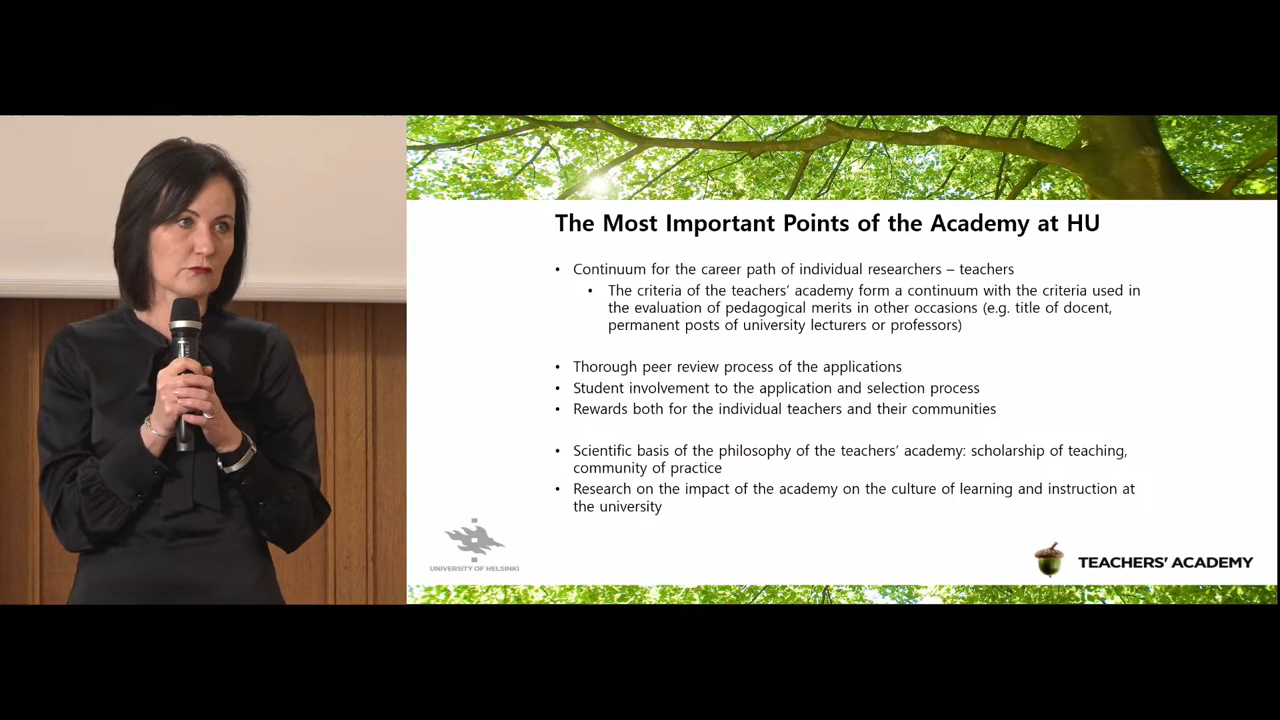 The Most Important Points of the Academy at HU
• Continuum for the career path of individual researchers – teachers
• The criteria of the teachers’ academy form a continuum with the criteria used in
the evaluation of pedagogical merits in other occasions (e.g. title of docent,
permanent posts of university lecturers or professors)
• Thorough peer review process of the applications
• Student involvement to the application and selection process
• Rewards both for the individual teachers and their communities
• Scientific basis of the philosophy of the teachers’ academy: scholarship of teaching,
community of practice
• Research on the impact of the academy on the culture of learning and instruction at
the university
UNIVERSITY OF HELSINKI
TEACHERS’ ACADEMY